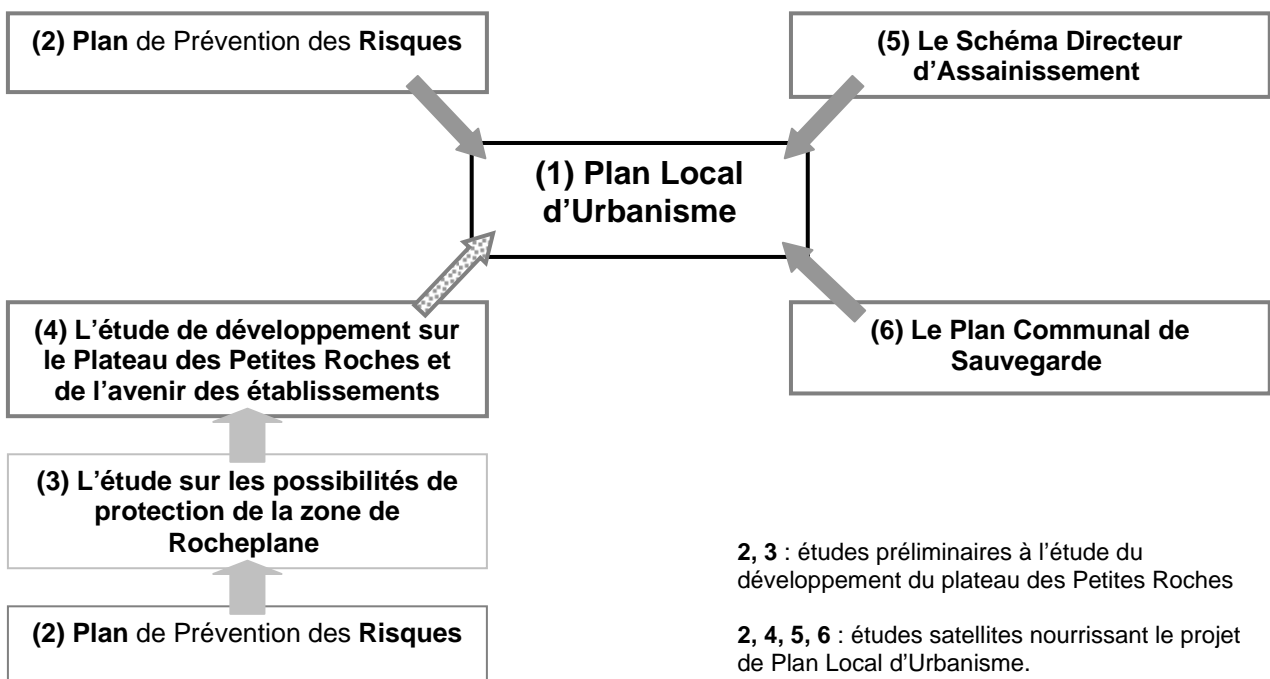 (2) Plan de Prévention des Risques
(5) Le Schéma Directeur
d’Assainissement
(1) Plan Local
d’Urbanisme
(4) L’étude de développement sur
le Plateau des Petites Roches et
de l’avenir des établissements
(6) Le Plan Communal de
Sauvegarde
(3) L’étude sur les possibilités de
protection de la zone de
Rocheplane
(2) Plan de Prévention des Risques
2, 3 : études préliminaires à l’étude du
développement du plateau des Petites Roches
2, 4, 5, 6 : études satellites nourrissant le projet
de Plan Local d’Urbanisme.